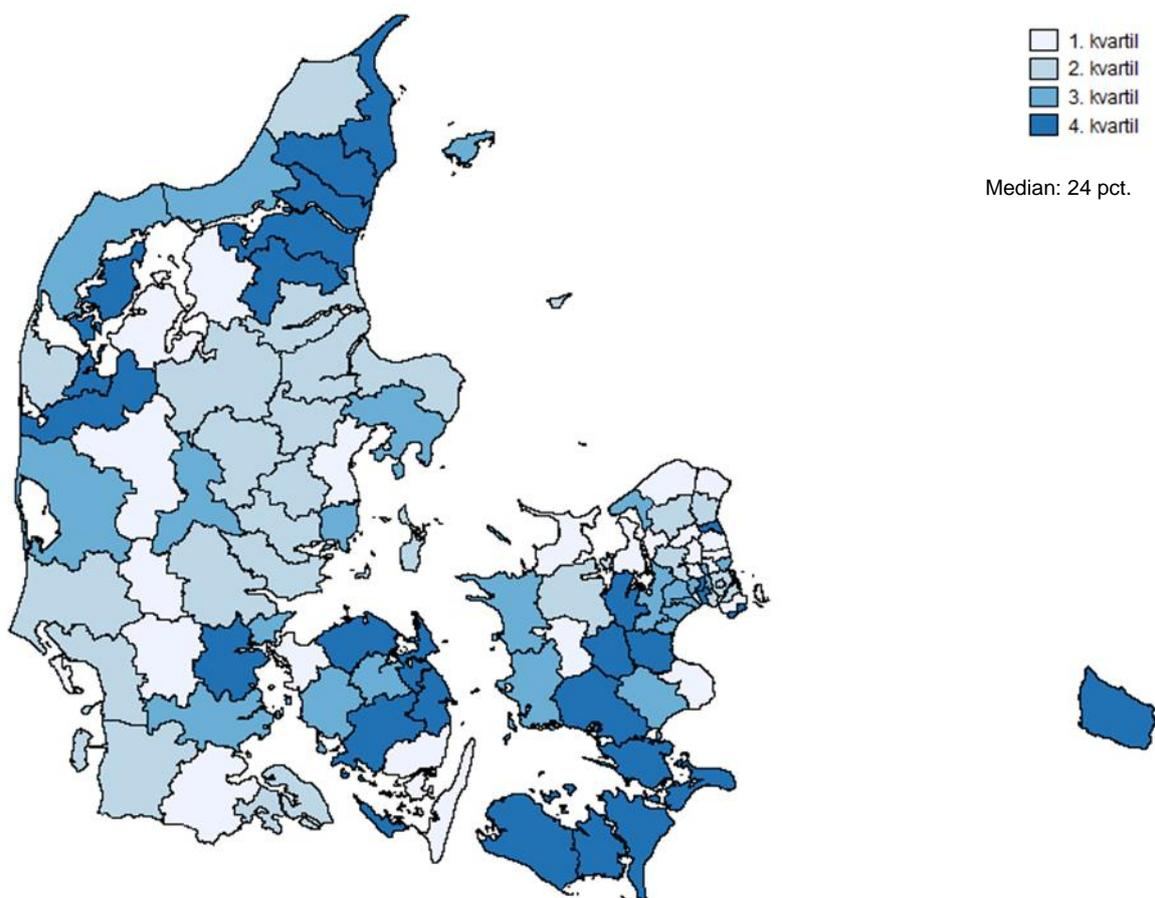 1. kvartil
2. kvartil
3. kvartil
4. kvartil
Median: 24 pct.